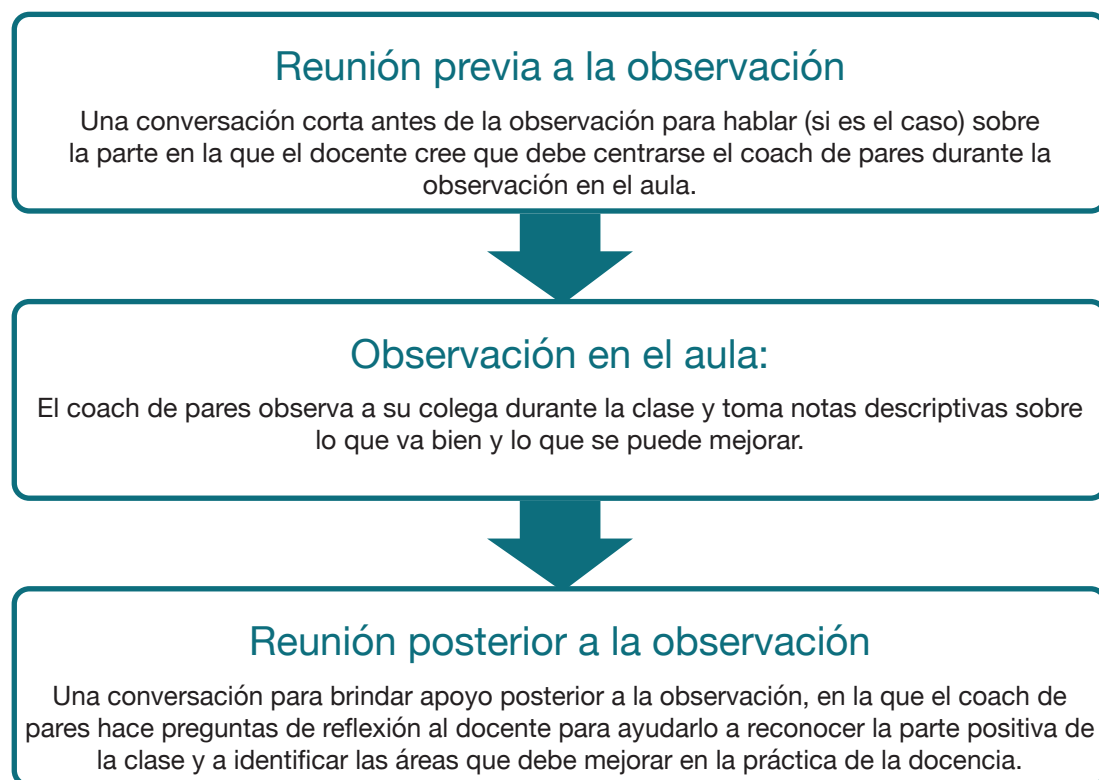 Reunión previa a la observación
Una conversación corta antes de la observación para hablar (si es el caso) sobre
la parte en la que el docente cree que debe centrarse el coach de pares durante la
observación en el aula.
Observación en el aula:
El coach de pares observa a su colega durante la clase y toma notas descriptivas sobre
lo que va bien y lo que se puede mejorar.
Reunión posterior a la observación
Una conversación para brindar apoyo posterior a la observación, en la que el coach de
pares hace preguntas de reflexión al docente para ayudarlo a reconocer la parte positiva de
la clase y a identificar las áreas que debe mejorar en la práctica de la docencia.